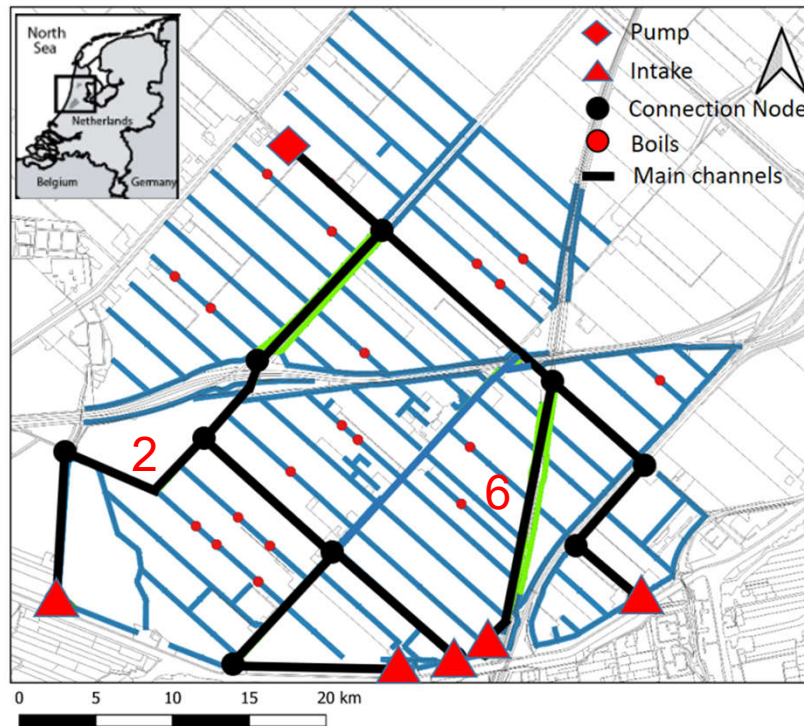 North
Sea
Netherlands
Belgium
Germany
Pump
Intake
Connection Node
Boils
Main channels
2
6
0 5 10 15 20 km